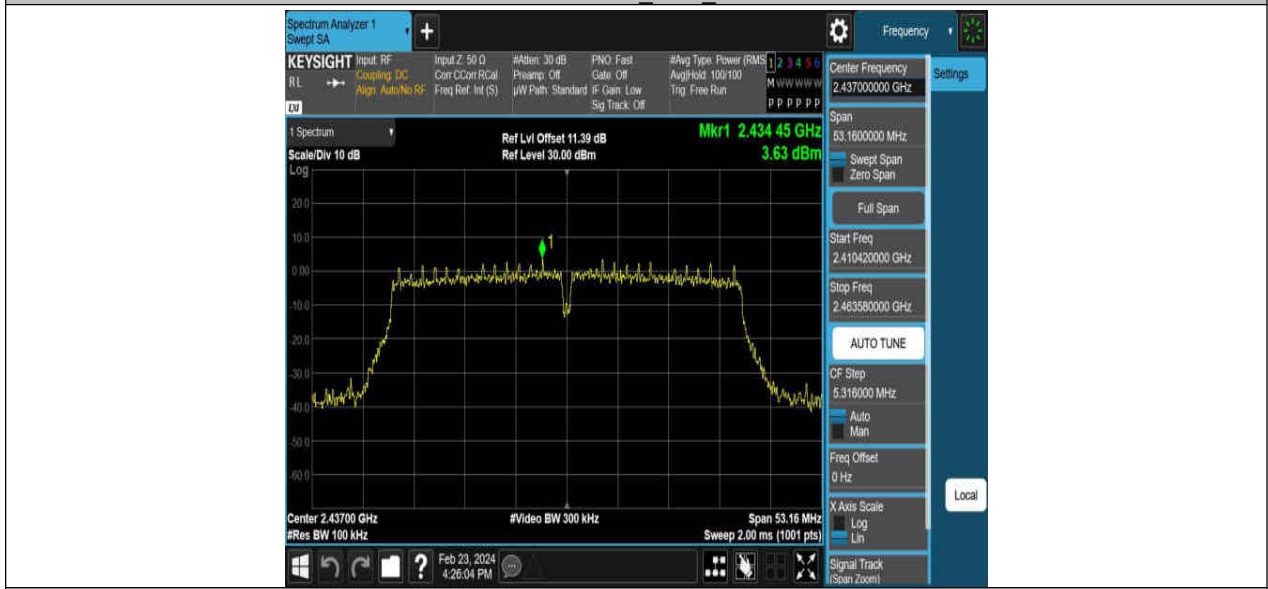 Spectrum Analyzer 1
Swept SA
+
Frequency
KEYSIGHT
RL
LXI
Input: RF
Coupling: DC
Align: Auto/No RF
Input Z: 50 Ω
Corr CCorr RCal
Freq Ref: Int (S)
#Atten: 30 dB
Preamp: Off
µW Path: Standard
PNO: Fast
Gate: Off
IF Gain: Low
Sig Track: Off
#Avg Type: Power (RMS
Avg|Hold: 100/100
Trig: Free Run
1 2 3 4 5 6
M W W W W W
P P P P P P
1 Spectrum
Scale/Div 10 dB
Log
Ref Lvl Offset 11.39 dB
Ref Level 30.00 dBm
Mkr1 2.434 45 GHz
3.63 dBm
20.0
10.0
0.00
-10.0
-20.0
-30.0
-40.0
-50.0
-60.0
1
Center 2.43700 GHz
#Res BW 100 kHz
#Video BW 300 kHz
Span 53.16 MHz
Sweep 2.00 ms (1001 pts)
Center Frequency
2.437000000 GHz
Span
53.1600000 MHz
Swept Span
Zero Span
Full Span
Start Freq
2.410420000 GHz
Stop Freq
2.463580000 GHz
AUTO TUNE
CF Step
5.316000 MHz
Auto
Man
Freq Offset
0 Hz
X Axis Scale
Log
Lin
Signal Track
(Span Zoom)
Settings
Local
?
Feb 23, 2024
4:26:04 PM